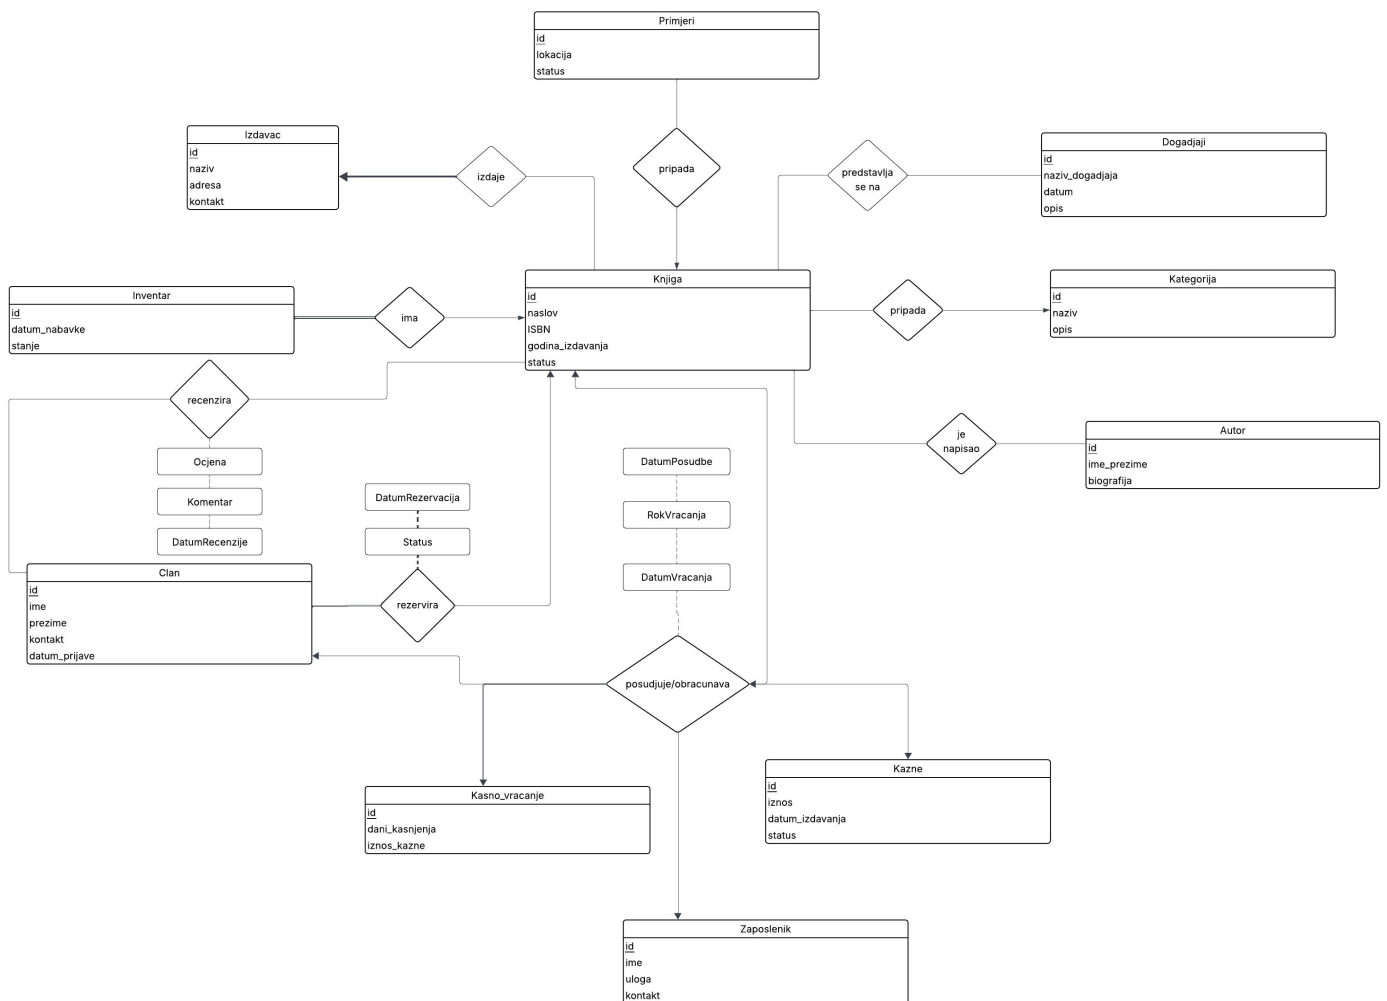 Primjeri
id
lokacija
status
Izdavac
id
naziv
adresa
kontakt
izdaje
pripada
predstavlja
se na
Dogadjaji
id
naziv_dogadjaja
datum
opis
Inventar
id
datum_nabavke
stanje
ima
Knjiga
id
naslov
ISBN
godina_izdavanja
status
pripada
Kategorija
id
naziv
opis
recenzira
Ocjena
Komentar
DatumRecenzije
je
napisao
Autor
id
ime_prezime
biografija
DatumRezervacija
Status
rezervira
DatumPosudbe
RokVracanja
DatumVracanja
Clan
id
ime
prezime
kontakt
datum_prijave
posudjuje/obracunava
Kasno_vracanje
id
dani_kasnjenja
iznos_kazne
Kazne
id
iznos
datum_izdavanja
status
Zaposlenik
id
ime
uloga
kontakt